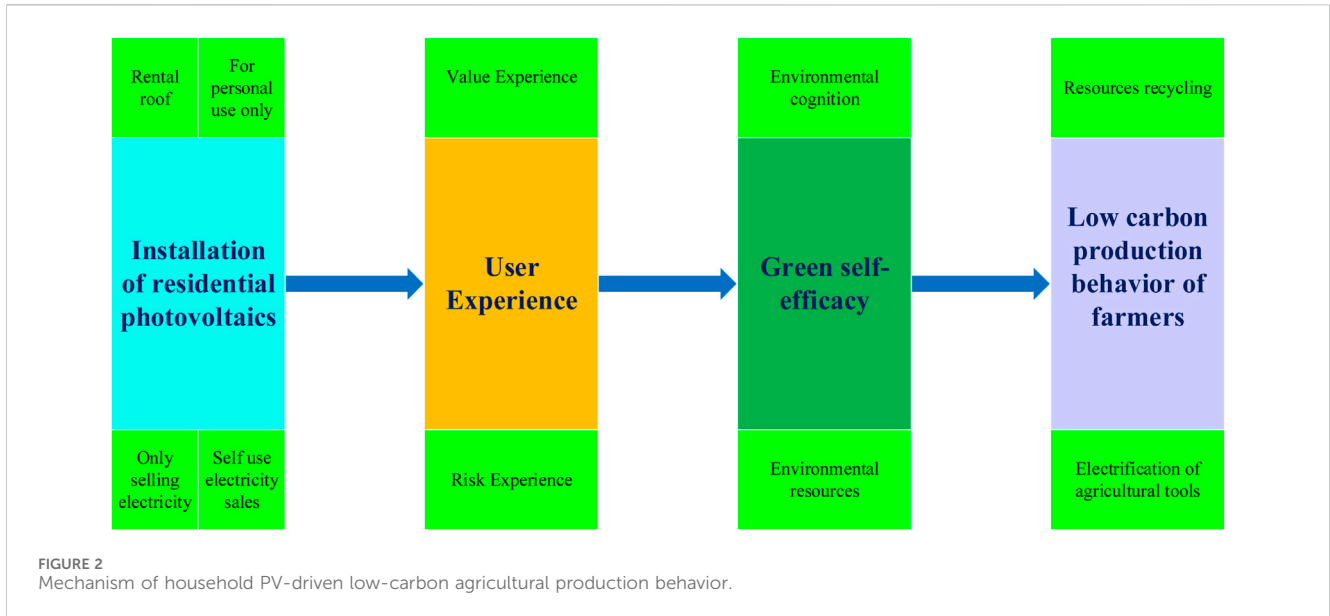 Rental
roof
For
personal
use only
Installation
of residential
photovoltaics
Only
selling
electricity
Self use
electricity
sales
Value Experience
User
Experience
Risk Experience
Environmental
cognition
Green self-
efficacy
Environmental
resources
Resources recycling
Low carbon
production
behavior of
farmers
Electrification of
agricultural tools
FIGURE 2
Mechanism of household PV-driven low-carbon agricultural production behavior.